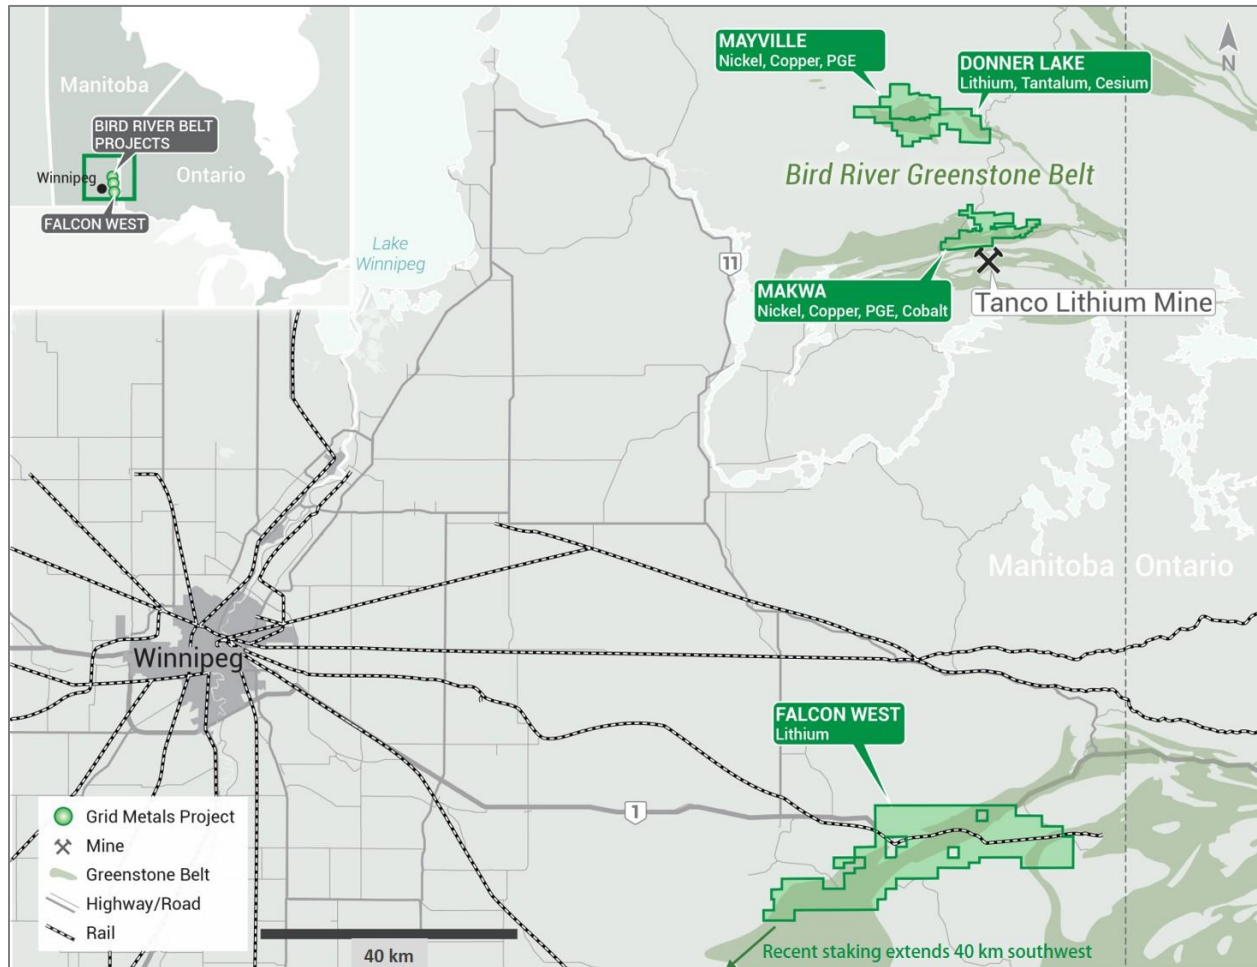 Manitoba
BIRD RIVER BELT
PROJECTS
Winnipeg
Ontario
FALCON WEST
MAYVILLE
Nickel, Copper, PGE
DONNER LAKE
Lithium, Tantalum, Cesium
N
Bird River Greenstone Belt
Lake
Winnipeg
11
MAKWA
Nickel, Copper, PGE, Cobalt
Tanco Lithium Mine
Manitoba
Ontario
Winnipeg
FALCON WEST
Lithium
1
Grid Metals Project
Mine
Greenstone Belt
Highway/Road
Rail
40 km
Recent staking extends 40 km southwest